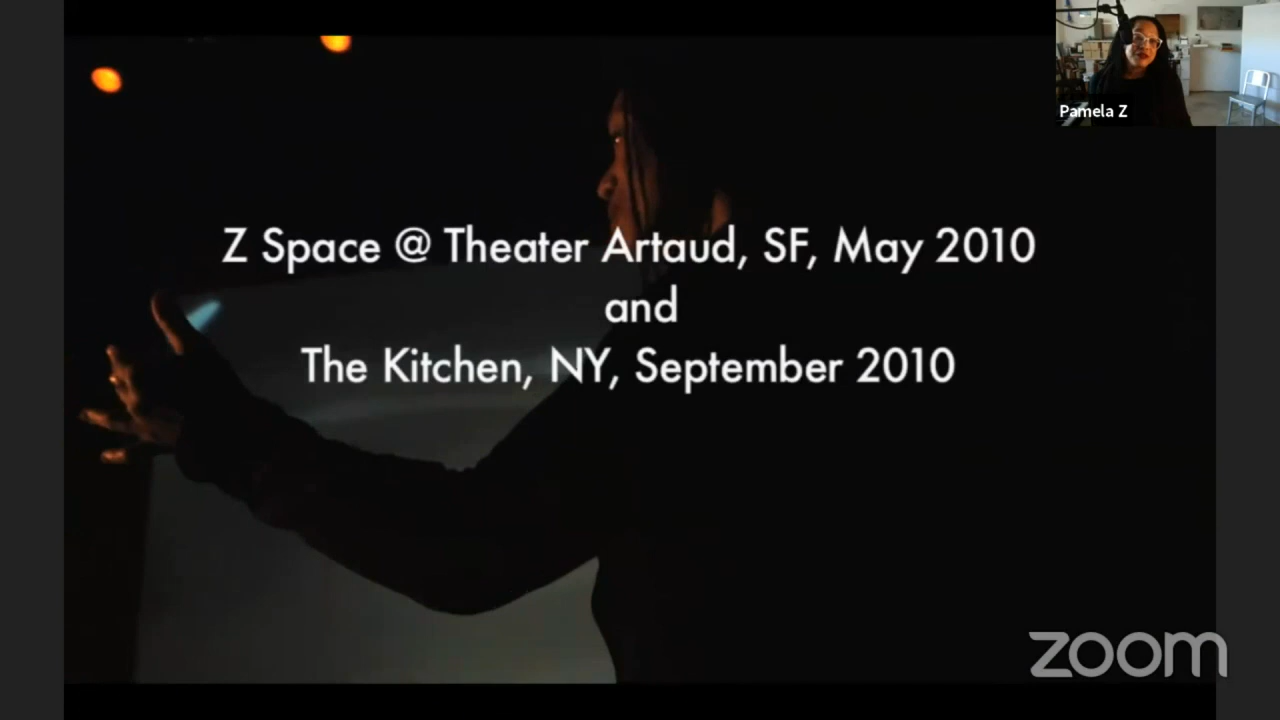 Pamela Z
Z Space @ Theater Artaud, SF, May 2010
and
The Kitchen, NY, September 2010
zoom